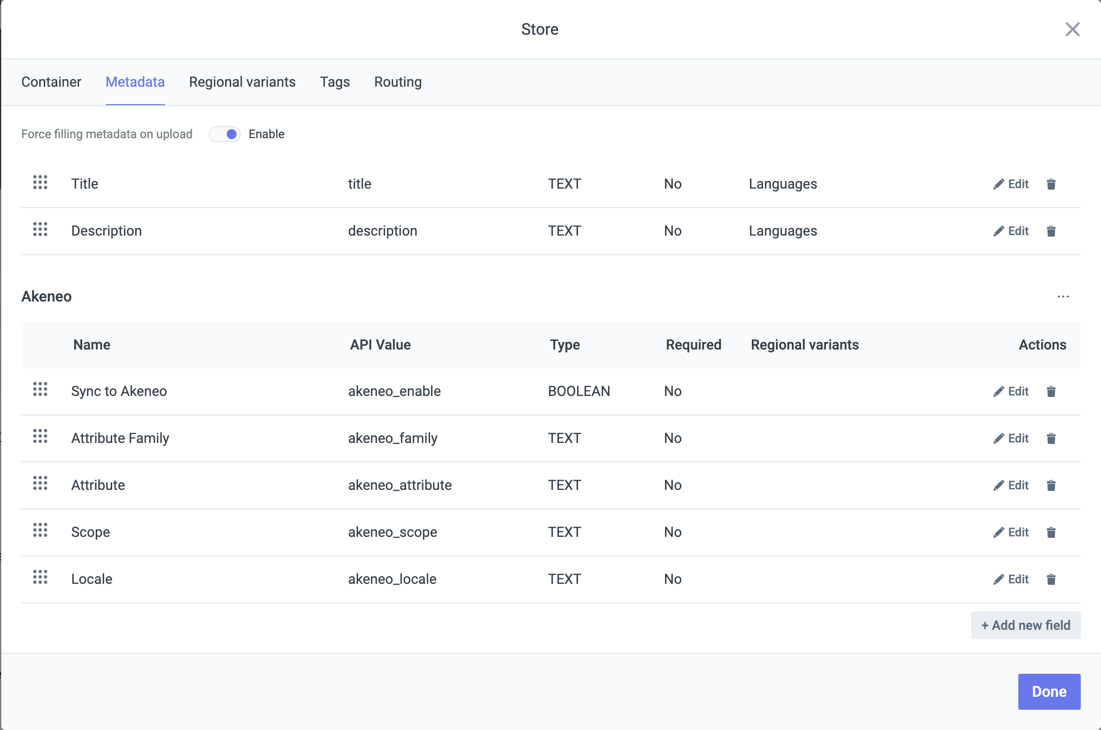 Store
Container Metadata Regional variants Tags Routing
Force filling metadata on upload Enable
Title title TEXT No Languages Edit
Description description TEXT No Languages Edit
Akeneo ...
Name API Value Type Required Regional variants Actions
Sync to Akeneo akeneo_enable BOOLEAN No Edit
Attribute Family akeneo_family TEXT No Edit
Attribute akeneo_attribute TEXT No Edit
Scope akeneo_scope TEXT No Edit
Locale akeneo_locale TEXT No Edit
+ Add new field
Done